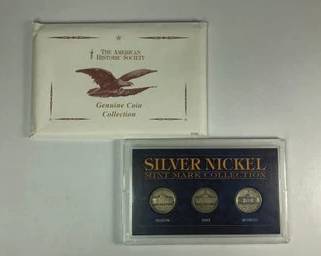 THE AMERICAN
HISTORIC SOCIETY
Genuine Coin
Collection
SILVER NICKEL
MINT MARK COLLECTION